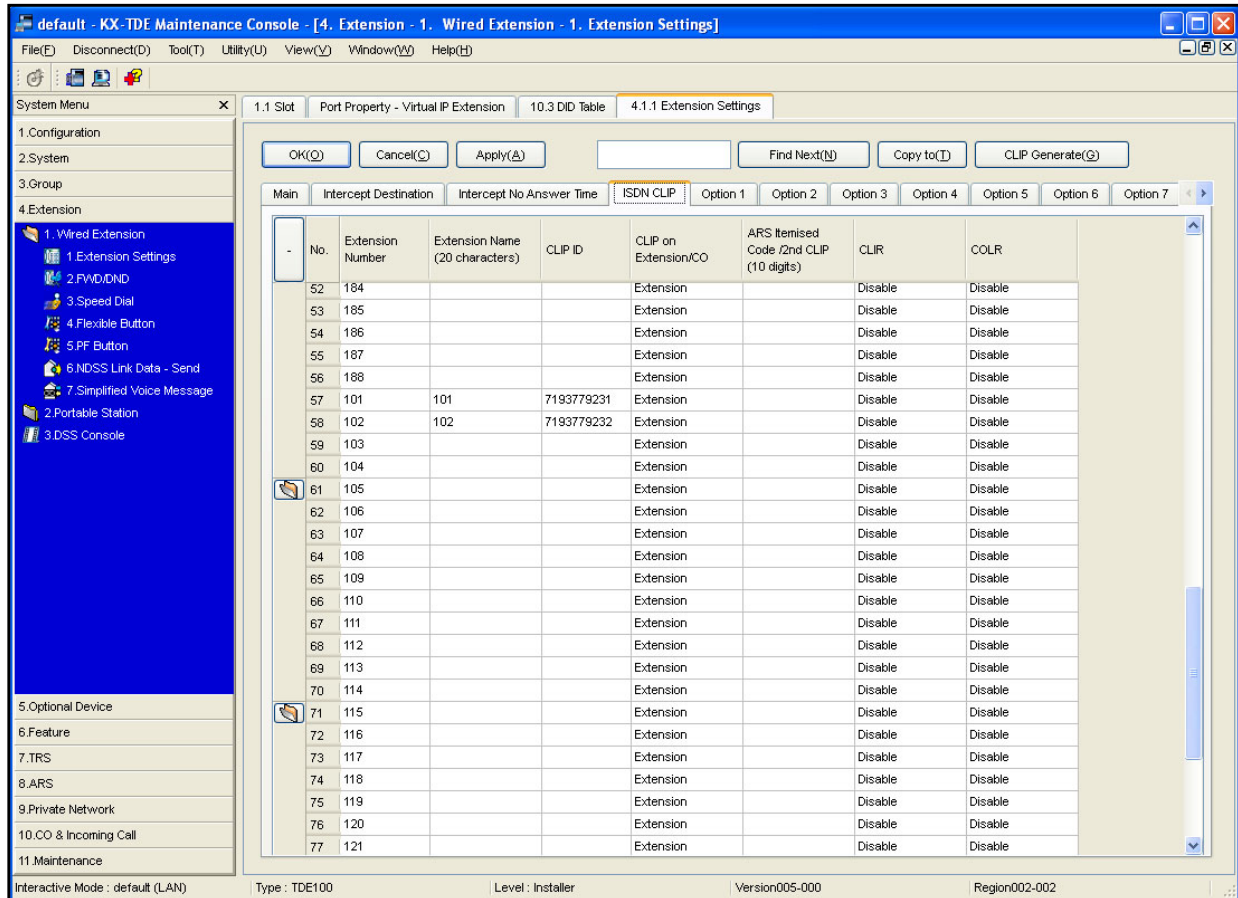 default - KX-TDE Maintenance Console - [4. Extension - 1. Wired Extension - 1. Extension Settings]
File(F) Disconnect(D) Tool(T) Utility(U) View(V) Window(W) Help(H)
System Menu x
1.Configuration
2.System
3.Group
4.Extension
1. Wired Extension
1.Extension Settings
2.FWD/DND
3.Speed Dial
4.Flexible Button
5.PF Button
6.NDSS Link Data - Send
7.Simplified Voice Message
2.Portable Station
3.DSS Console
5.Optional Device
6.Feature
7.TRS
8.ARS
9.Private Network
10.CO & Incoming Call
11.Maintenance
1.1 Slot Port Property - Virtual IP Extension 10.3 DID Table 4.1.1 Extension Settings
OK(O) Cancel(C) Apply(A) Find Next(N) Copy to(T) CLIP Generate(G)
Main Intercept Destination Intercept No Answer Time ISDN CLIP Option 1 Option 2 Option 3 Option 4 Option 5 Option 6 Option 7
- No. Extension Number Extension Name (20 characters) CLIP ID CLIP on Extension/CO ARS Itemised Code /2nd CLIP (10 digits) CLIR COLR
52 184 Extension Disable Disable
53 185 Extension Disable Disable
54 186 Extension Disable Disable
55 187 Extension Disable Disable
56 188 Extension Disable Disable
57 101 101 7193779231 Extension Disable Disable
58 102 102 7193779232 Extension Disable Disable
59 103 Extension Disable Disable
60 104 Extension Disable Disable
61 105 Extension Disable Disable
62 106 Extension Disable Disable
63 107 Extension Disable Disable
64 108 Extension Disable Disable
65 109 Extension Disable Disable
66 110 Extension Disable Disable
67 111 Extension Disable Disable
68 112 Extension Disable Disable
69 113 Extension Disable Disable
70 114 Extension Disable Disable
71 115 Extension Disable Disable
72 116 Extension Disable Disable
73 117 Extension Disable Disable
74 118 Extension Disable Disable
75 119 Extension Disable Disable
76 120 Extension Disable Disable
77 121 Extension Disable Disable
Interactive Mode : default (LAN) Type : TDE100 Level : Installer Version005-000 Region002-002